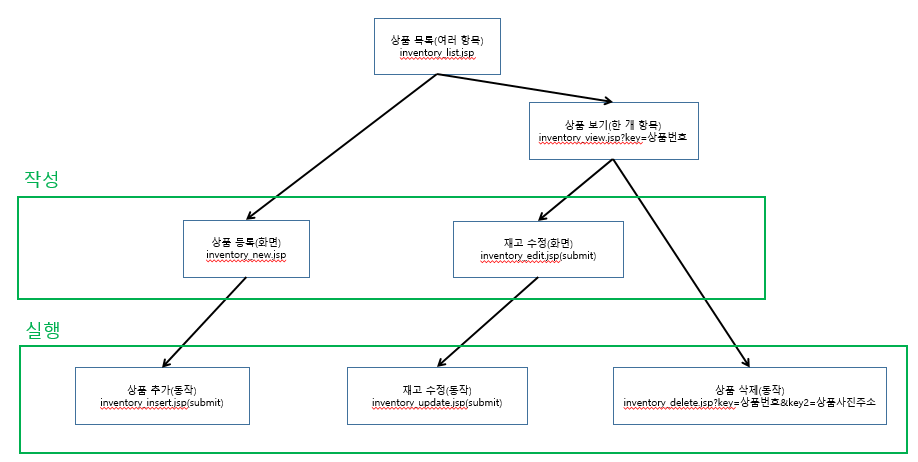 상품 목록(여러 항목)
inventory_list.jsp
상품 보기(한 개 항목)
inventory_view.jsp?key=상품번호
작성
상품 등록(화면)
inventory_new.jsp
재고 수정(화면)
inventory_edit.jsp(submit)
실행
상품 추가(동작)
inventory_insert.jsp(submit)
재고 수정(동작)
inventory_update.jsp(submit)
상품 삭제(동작)
inventory_delete.jsp?key=상품번호&key2=상품사진주소